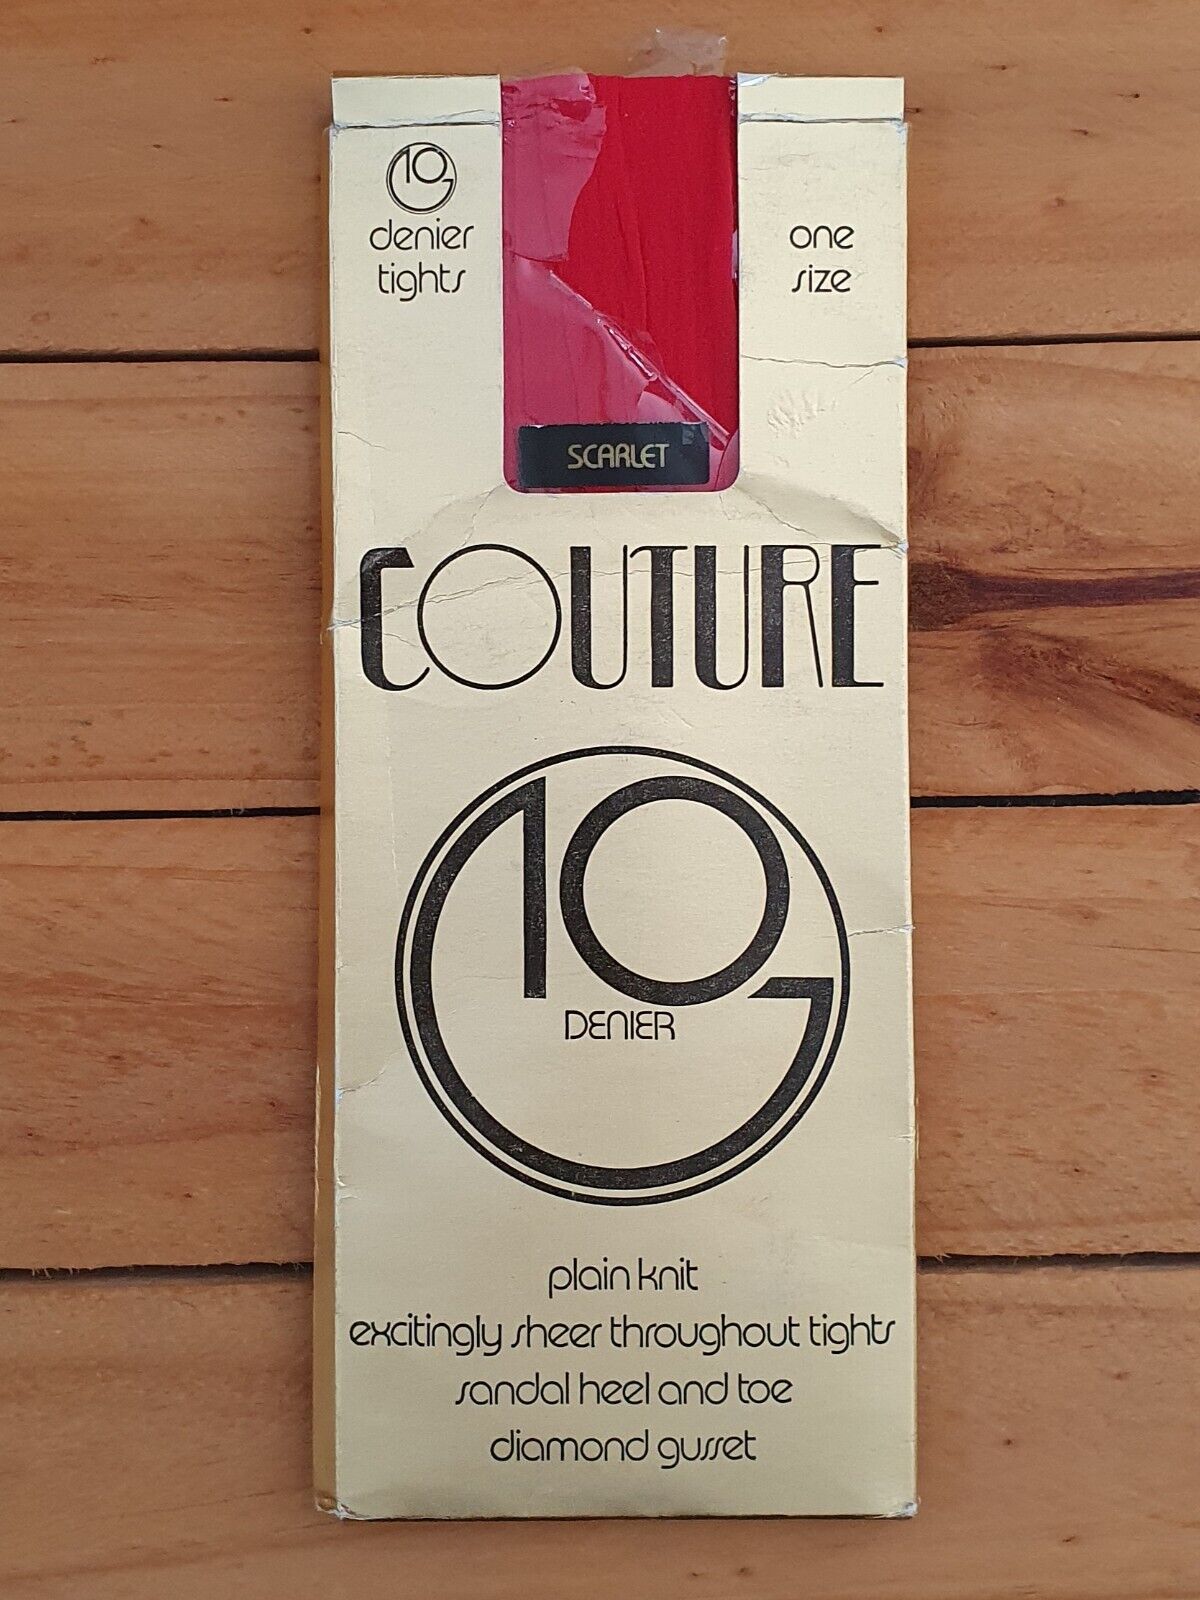 10
denier
tights
one
size
SCARLET
COUTURE
10
DENIER
plain knit
excitingly sheer throughout tights
sandal heel and toe
diamond gusset